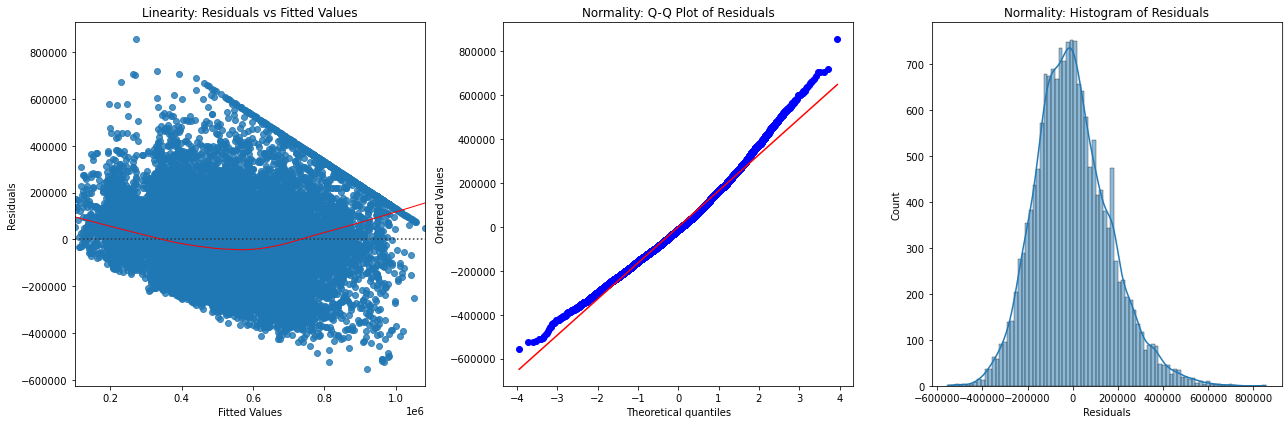 Linearity: Residuals vs Fitted Values
800000
600000
400000
200000
0
−200000
−400000
−600000
Residuals
0.2 0.4 0.6 0.8 1.0
1e6
Fitted Values
Normality: Q-Q Plot of Residuals
800000
600000
400000
200000
0
−200000
−400000
−600000
Ordered Values
−4 −3 −2 −1 0 1 2 3 4
Theoretical quantiles
Normality: Histogram of Residuals
700
600
500
400
300
200
100
0
Count
−600000 −400000 −200000 0 200000 400000 600000 800000
Residuals